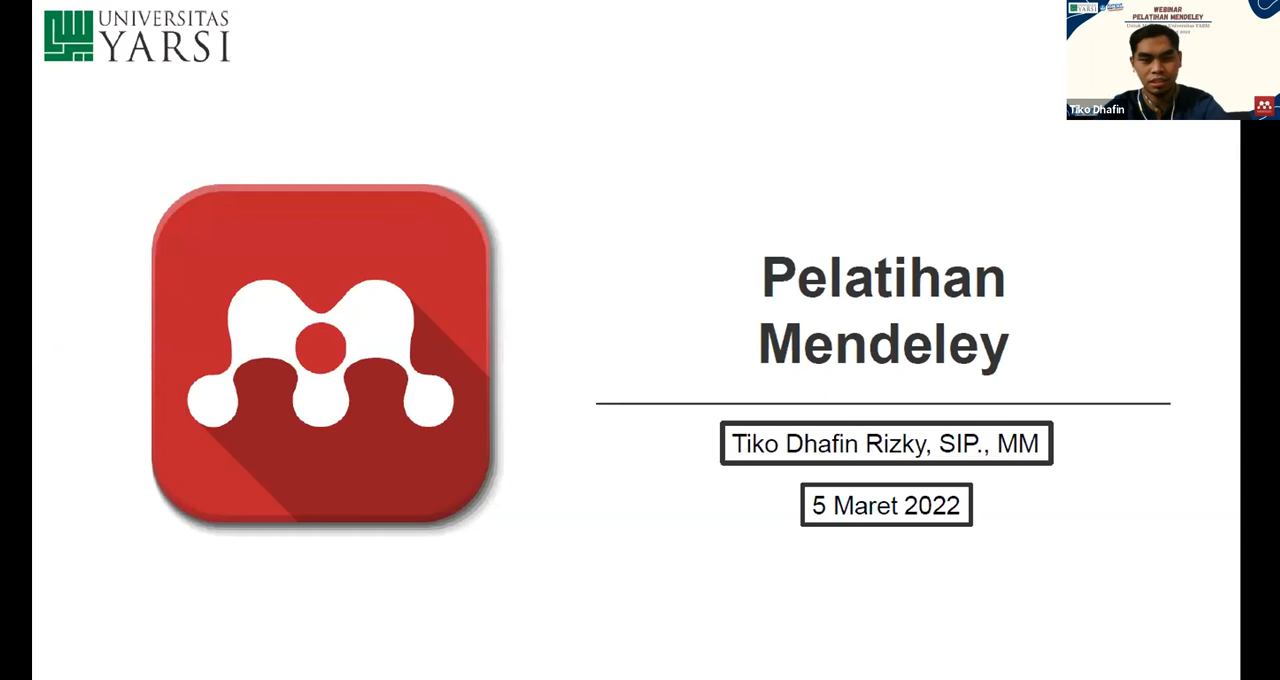 UNIVERSITAS
YARSI
WEBINAR
PELATIHAN MENDELEY
Tiko Dhafin
Pelatihan
Mendeley
Tiko Dhafin Rizky, SIP., MM
5 Maret 2022